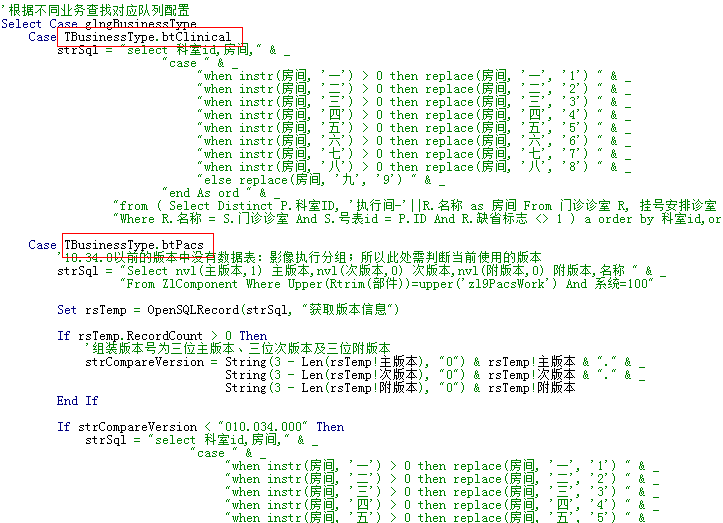 '根据不同业务查找对应队列配置
Select Case glngBusinessType
Case TBusinessType.btClinical
strSql = "select 科室id,房间," & _
"case " & _
"when instr(房间, '一') > 0 then replace(房间, '一', '1') " & _
"when instr(房间, '二') > 0 then replace(房间, '二', '2') " & _
"when instr(房间, '三') > 0 then replace(房间, '三', '3') " & _
"when instr(房间, '四') > 0 then replace(房间, '四', '4') " & _
"when instr(房间, '五') > 0 then replace(房间, '五', '5') " & _
"when instr(房间, '六') > 0 then replace(房间, '六', '6') " & _
"when instr(房间, '七') > 0 then replace(房间, '七', '7') " & _
"when instr(房间, '八') > 0 then replace(房间, '八', '8') " & _
"else replace(房间, '九', '9') " & _
"end As ord " & _
"from ( Select Distinct P.科室ID, '执行间-'||R.名称 as 房间 From 门诊诊室 R, 挂号安排诊室
"Where R.名称 = S.门诊诊室 And S.号表id = P.ID And R.缺省标志 <> 1 ) a order by 科室id,or
Case TBusinessType.btPacs
'10.34.0以前的版本中没有数据表：影像执行分组；所以此处需判断当前使用的版本
strSql = "Select nvl(主版本,1) 主版本,nvl(次版本,0) 次版本,nvl(附版本,0) 附版本,名称 " & _
"From ZlComponent Where Upper(Rtrim(部件))=upper('zl9PacsWork') And 系统=100"
Set rsTemp = OpenSQLRecord(strSql, "获取版本信息")
If rsTemp.RecordCount > 0 Then
'组装版本号为三位主版本、三位次版本及三位附版本
strCompareVersion = String(3 - Len(rsTemp!主版本), "0") & rsTemp!主版本 & "." & _
String(3 - Len(rsTemp!次版本), "0") & rsTemp!次版本 & "." & _
String(3 - Len(rsTemp!附版本), "0") & rsTemp!附版本
End If
If strCompareVersion < "010.034.000" Then
strSql = "select 科室id,房间," & _
"case " & _
"when instr(房间, '一') > 0 then replace(房间, '一', '1') " & _
"when instr(房间, '二') > 0 then replace(房间, '二', '2') " & _
"when instr(房间, '三') > 0 then replace(房间, '三', '3') " & _
"when instr(房间, '四') > 0 then replace(房间, '四', '4') " & _
"when instr(房间, '五') > 0 then replace(房间, '五', '5') " & _